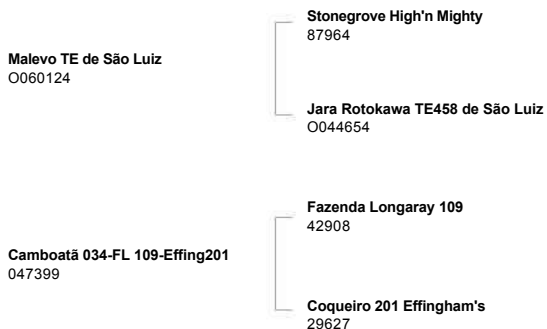 Stonegrove High'n Mighty
87964
Malevo TE de São Luiz
O060124
Jara Rotokawa TE458 de São Luiz
O044654
Fazenda Longaray 109
42908
Camboatã 034-FL 109-Effing201
047399
Coqueiro 201 Effingham's
29627